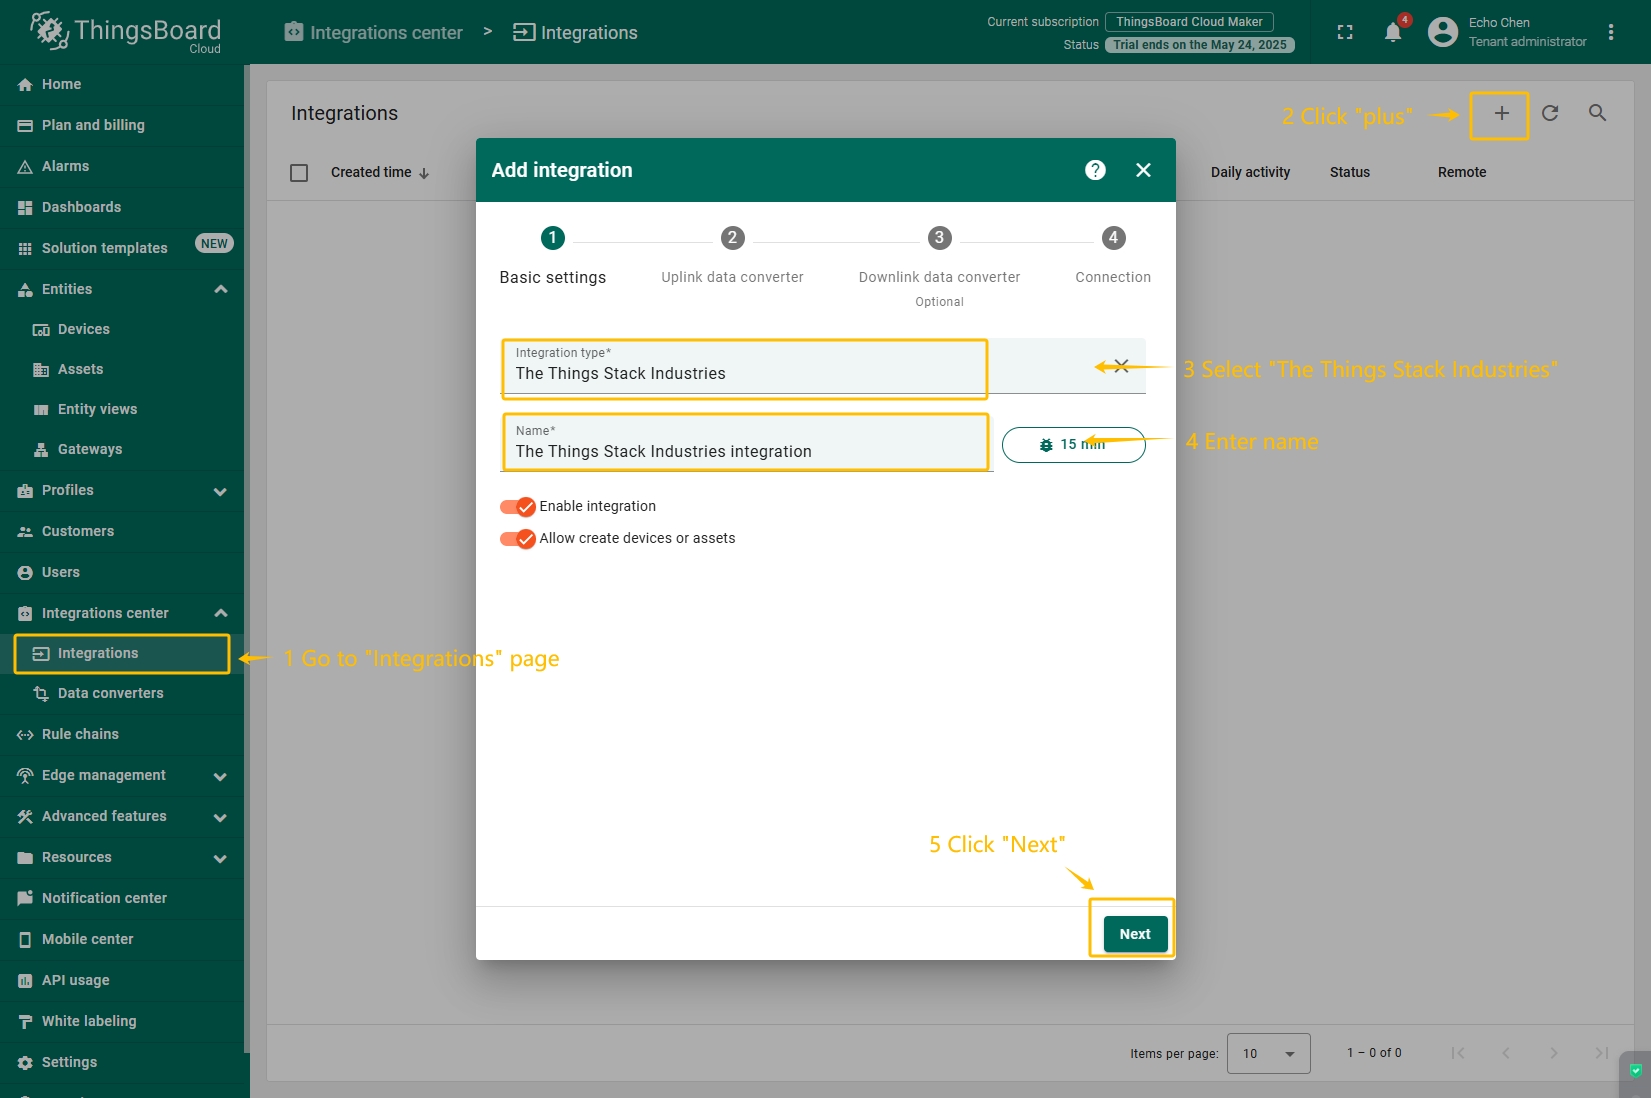 ThingsBoard
Cloud
Integrations center > Integrations
Current subscription ThingsBoard Cloud Maker
Status Trial ends on the May 24, 2025
4
Echo Chen
Tenant administrator
Home
Plan and billing
Alarms
Dashboards
Solution templates NEW
Entities
Devices
Assets
Entity views
Gateways
Profiles
Customers
Users
Integrations center
Integrations
Data converters
Rule chains
Edge management
Advanced features
Resources
Notification center
Mobile center
API usage
White labeling
Settings
Integrations
2 Click "plus"
Created time
Daily activity
Status
Remote
Add integration
?
1
2
3
4
Basic settings
Uplink data converter
Downlink data converter
Optional
Connection
Integration type*
The Things Stack Industries
3 Select "The Things Stack Industries"
Name*
The Things Stack Industries integration
15 min
4 Enter name
Enable integration
Allow create devices or assets
1 Go to "Integrations" page
5 Click "Next"
Next
Items per page: 10
1 – 0 of 0